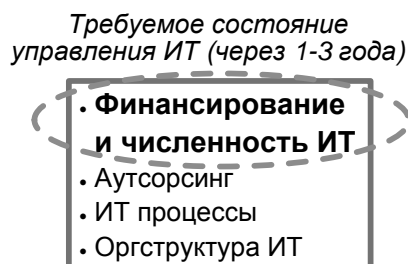 Требуемое состояние
управления ИТ (через 1-3 года)
• Финансирование
и численность ИТ
• Аутсорсинг
• ИТ процессы
• Оргструктура ИТ